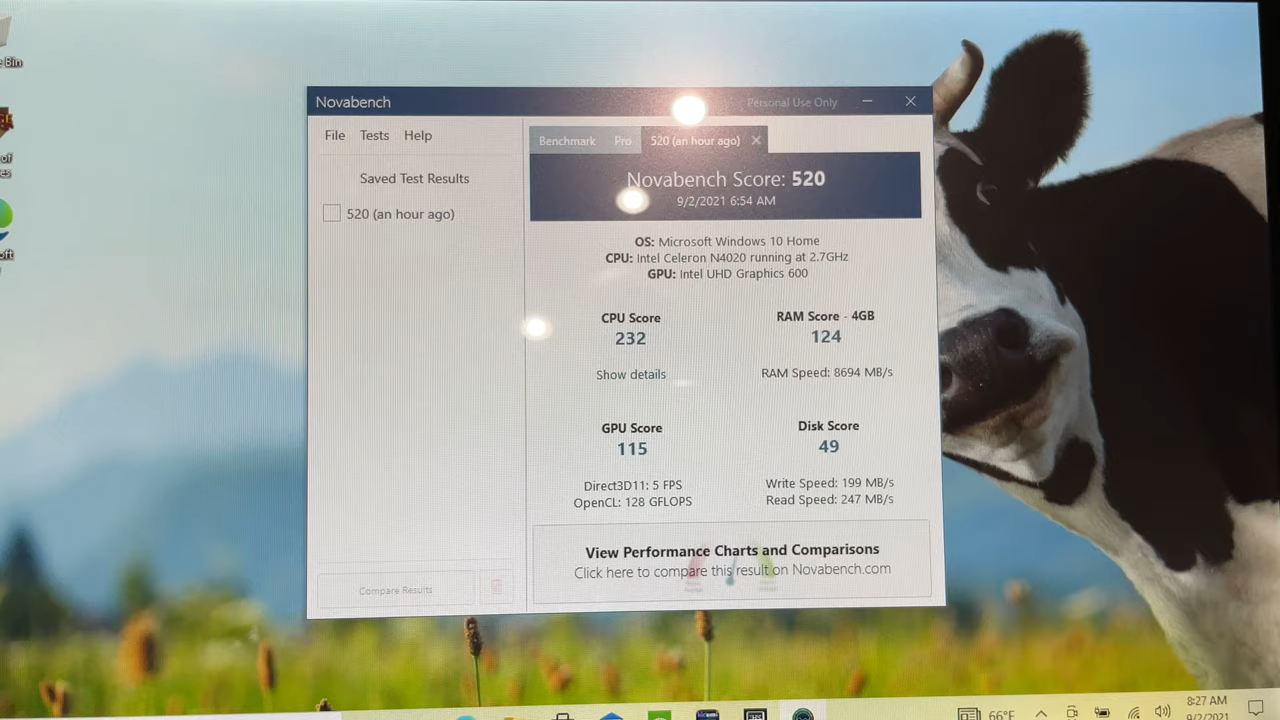 Bin
of
es
oft
Novabench
Personal Use Only
File Tests Help
Saved Test Results
520 (an hour ago)
Compare Results
Benchmark Pro 520 (an hour ago)
Novabench Score: 520
9/2/2021 6:54 AM
OS: Microsoft Windows 10 Home
CPU: Intel Celeron N4020 running at 2.7GHz
GPU: Intel UHD Graphics 600
CPU Score
232
Show details
RAM Score - 4GB
124
RAM Speed: 8694 MB/s
GPU Score
115
Direct3D11: 5 FPS
OpenCL: 128 GFLOPS
Disk Score
49
Write Speed: 199 MB/s
Read Speed: 247 MB/s
View Performance Charts and Comparisons
Click here to compare this result on Novabench.com
66°F
8:27 AM
9/2/2021